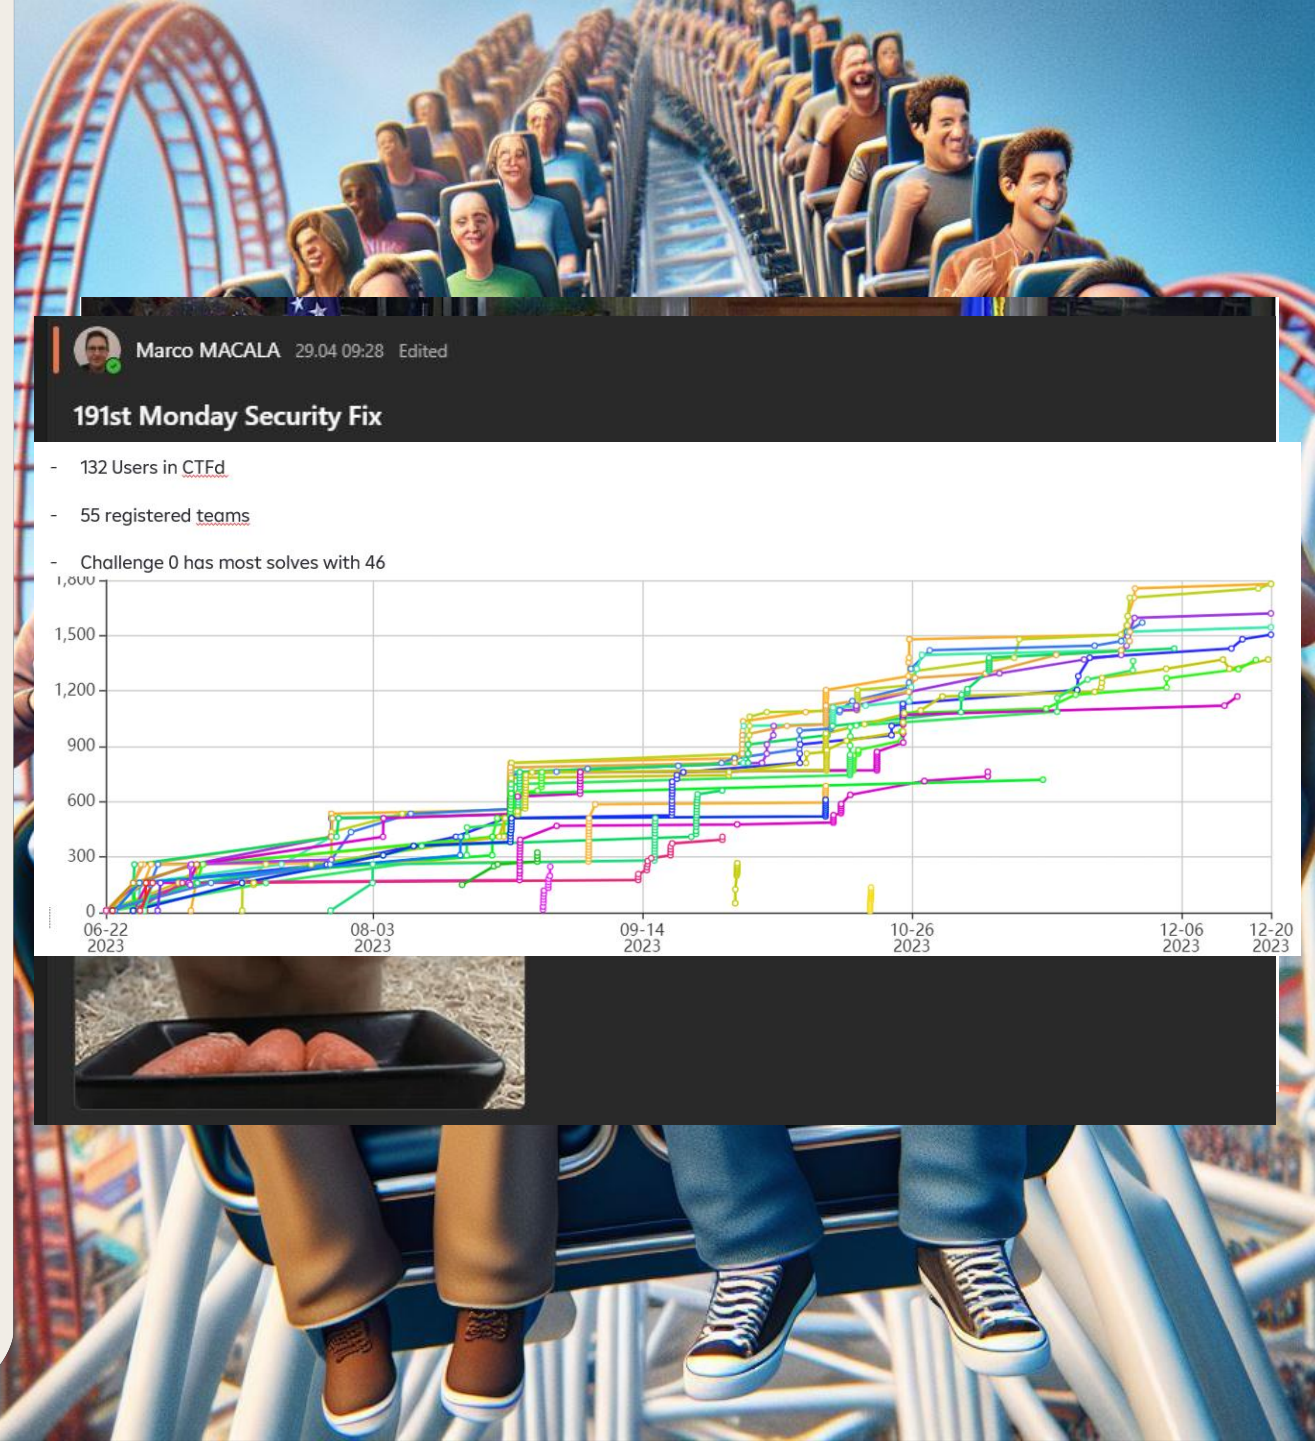 Marco MACALA 29.04 09:28 Edited
191st Monday Security Fix
- 132 Users in CTFd
- 55 registered teams
- Challenge 0 has most solves with 46
1,800
1,500
1,200
900
600
300
0
06-22 08-03 09-14 10-26 12-06 12-20
2023 2023 2023 2023 2023 2023